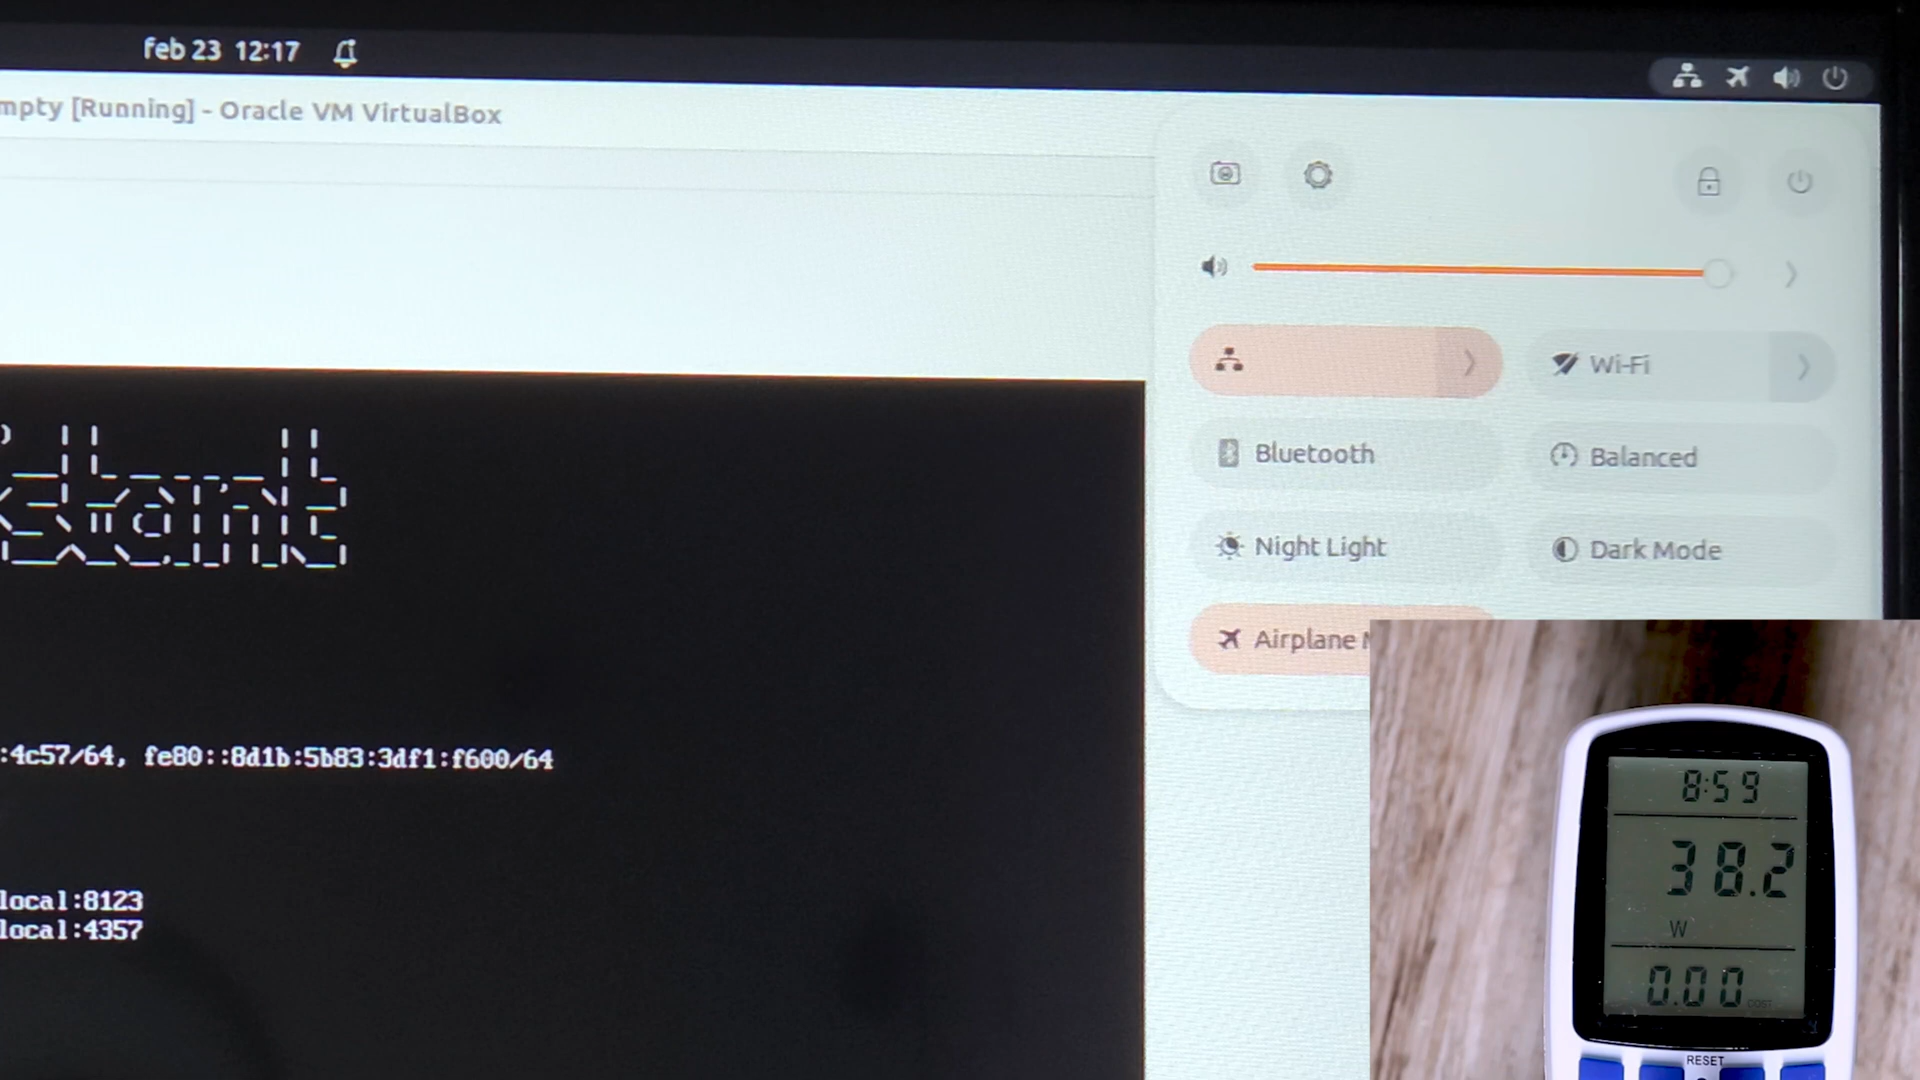 feb 23 12:17
mpty [Running] - Oracle VM VirtualBox
Wi-Fi
Bluetooth
Balanced
Night Light
Dark Mode
Airplane M
:4c57/64, fe80::8d1b:5b83:3df1:f600/64
local:8123
local:4357
8:59
38.2
W
0.00
COST
RESET